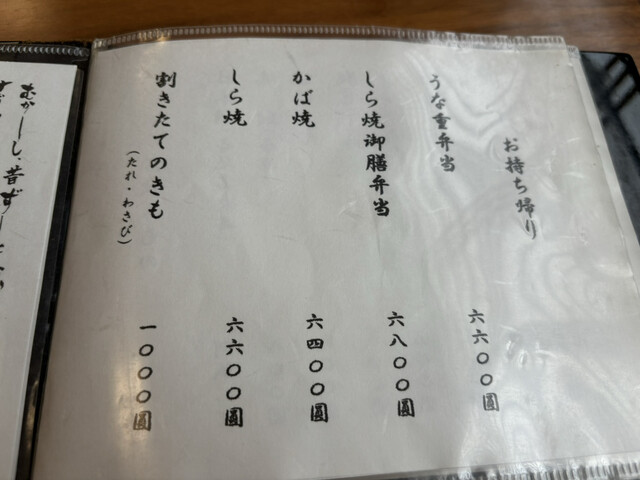 お持ち帰り
うな重弁当 六六〇〇圓
しら焼御膳弁当 六八〇〇圓
かば焼 六四〇〇圓
しら焼 六六〇〇圓
割きたてのきも 一〇〇〇圓
(たれ・わさび)